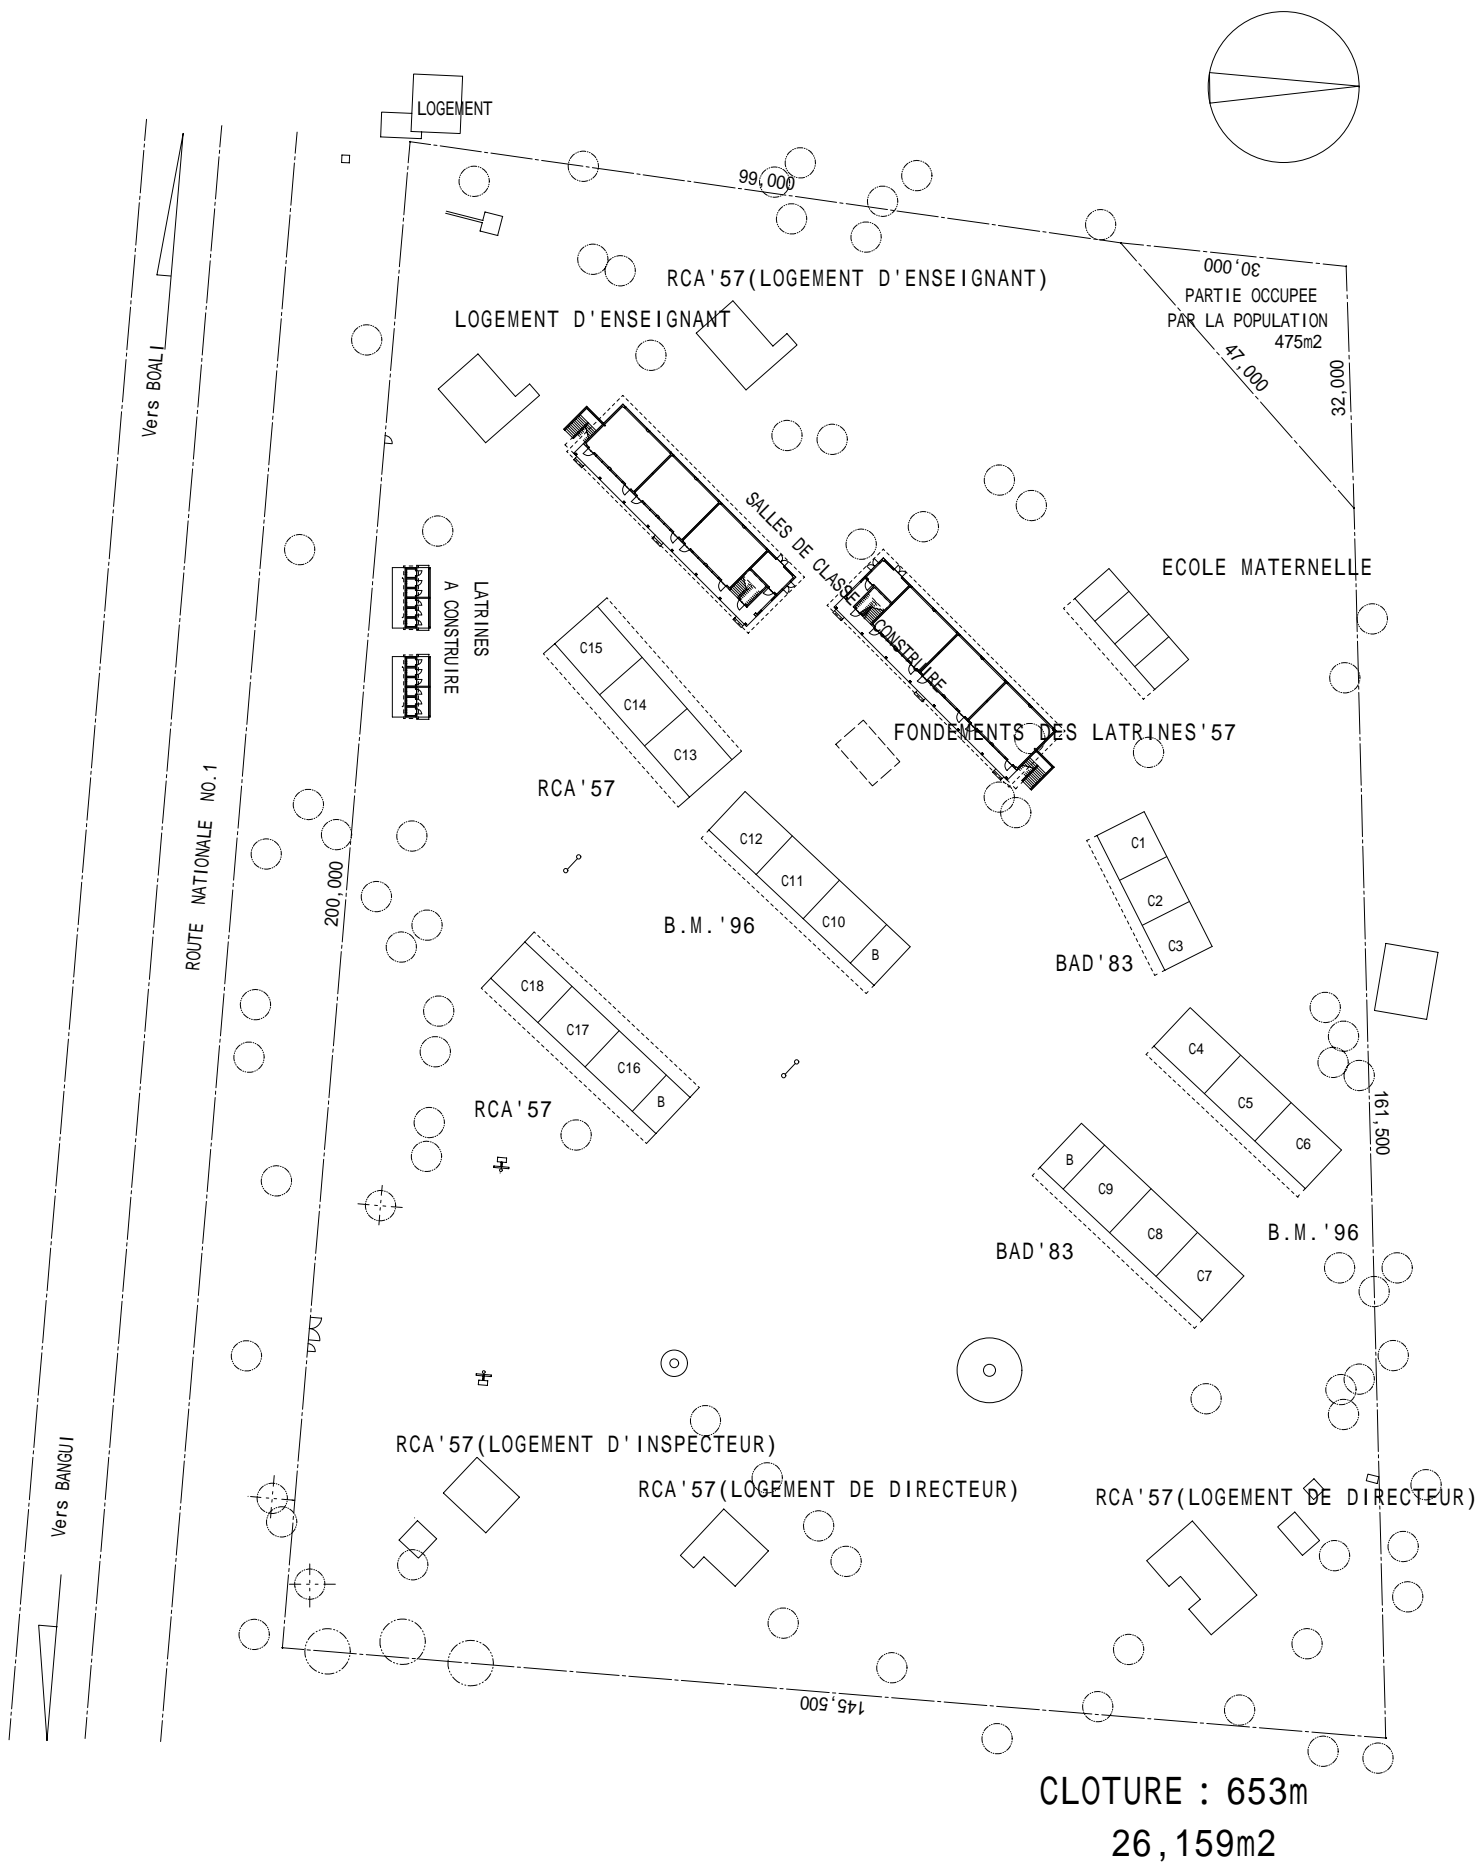 LOGEMENT
99,000
30,000
PARTIE OCCUPEE
PAR LA POPULATION
475m2
47,000
32,000
RCA'57(LOGEMENT D'ENSEIGNANT)
LOGEMENT D'ENSEIGNANT
Vers BOALI
SALLES DE CLASSE A CONSTRUIRE
LATRINES
A CONSTRUIRE
ECOLE MATERNELLE
C15
C14
C13
RCA'57
FONDEMENTS DES LATRINES'57
ROUTE NATIONALE NO.1
200,000
C12
C11
C10
B
B.M.'96
C1
C2
C3
BAD'83
C18
C17
C16
B
RCA'57
C4
C5
C6
B.M.'96
161,500
B
C9
C8
C7
BAD'83
Vers BANGUI
RCA'57(LOGEMENT D'INSPECTEUR)
RCA'57(LOGEMENT DE DIRECTEUR)
RCA'57(LOGEMENT DE DIRECTEUR)
145,500
CLOTURE : 653m
26,159m2